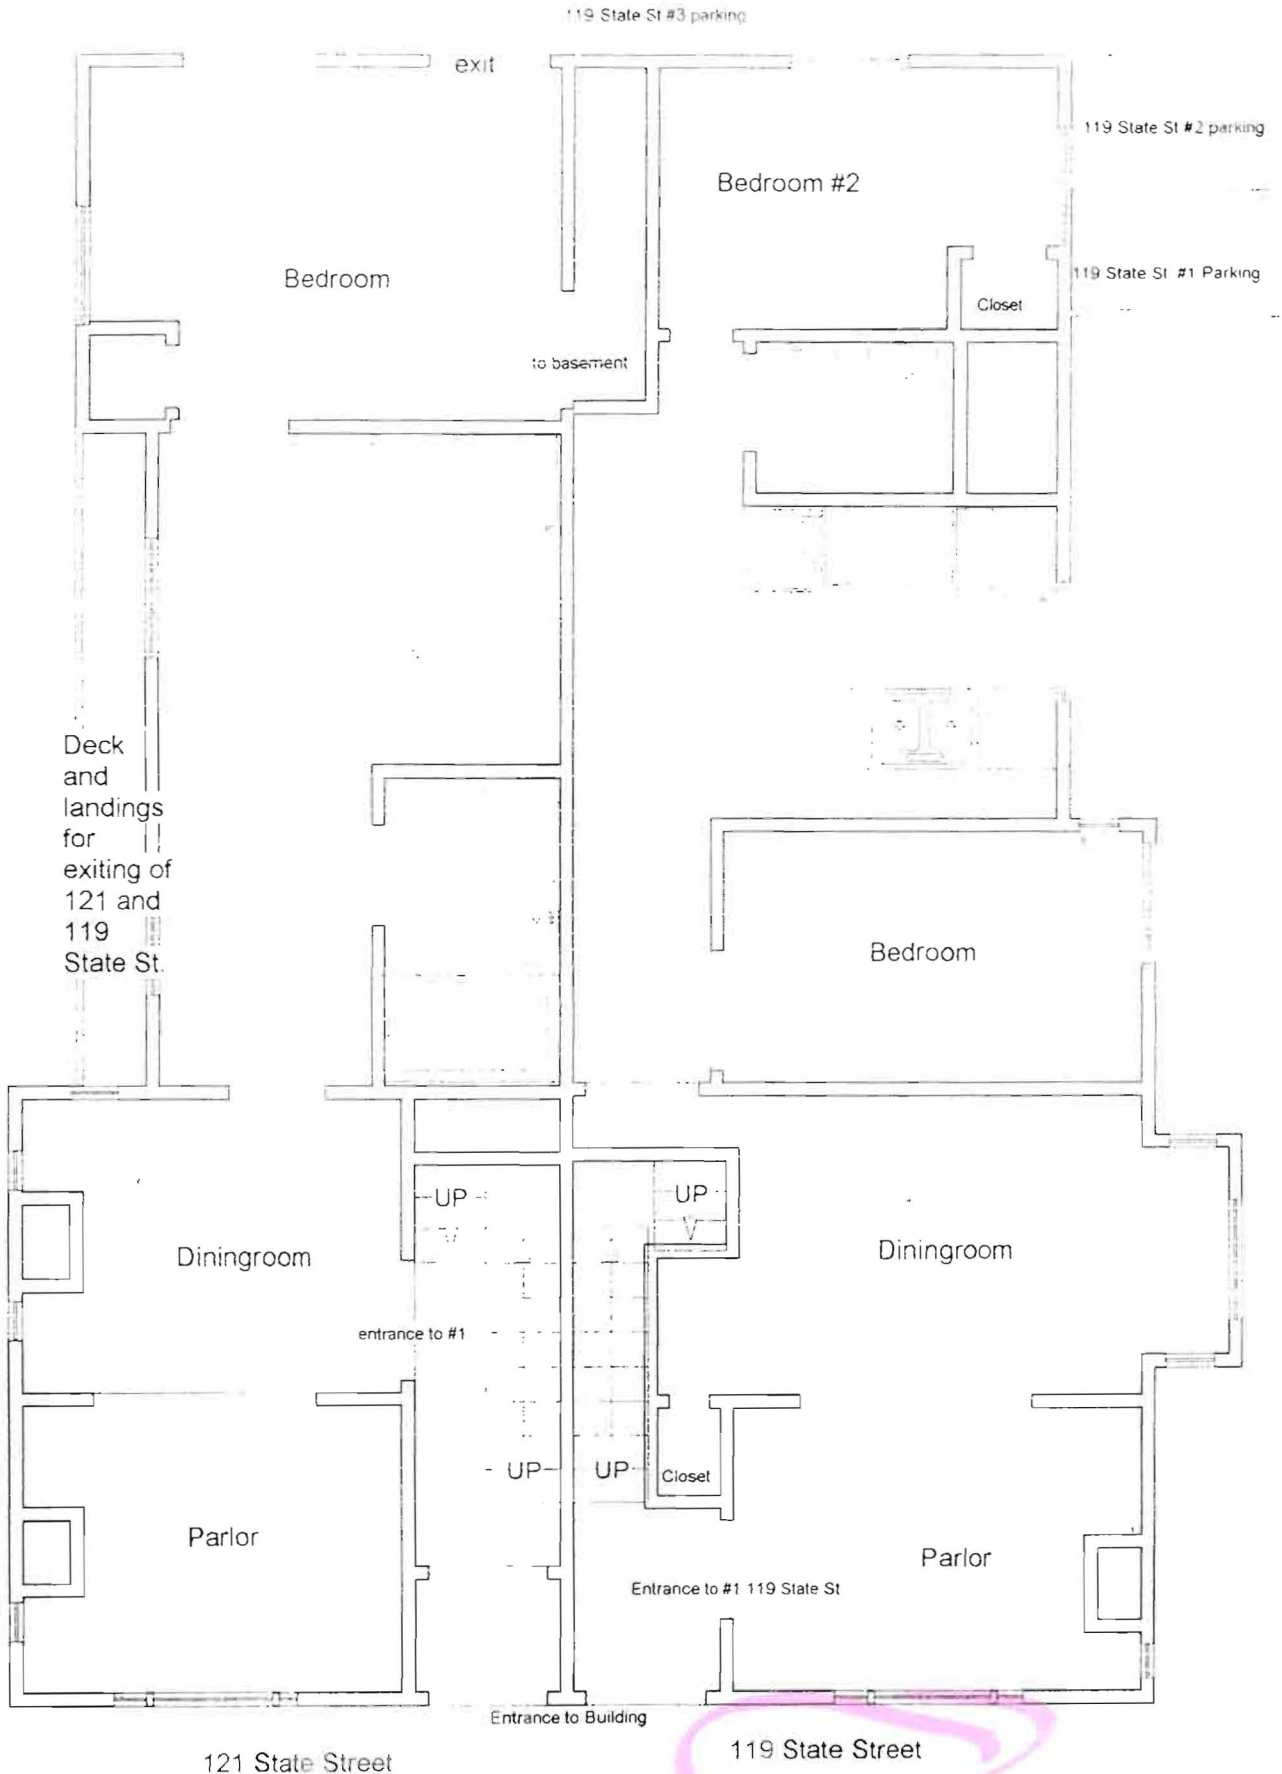 119 State St #3 parking
exit
119 State St #2 parking
Bedroom #2
Bedroom
119 State St #1 Parking
Closet
to basement
Deck
and
landings
for
exiting of
121 and
119
State St.
Bedroom
UP
UP
Diningroom
Diningroom
entrance to #1
UP
UP
Closet
Parlor
Parlor
Entrance to #1 119 State St
Entrance to Building
121 State Street
119 State Street